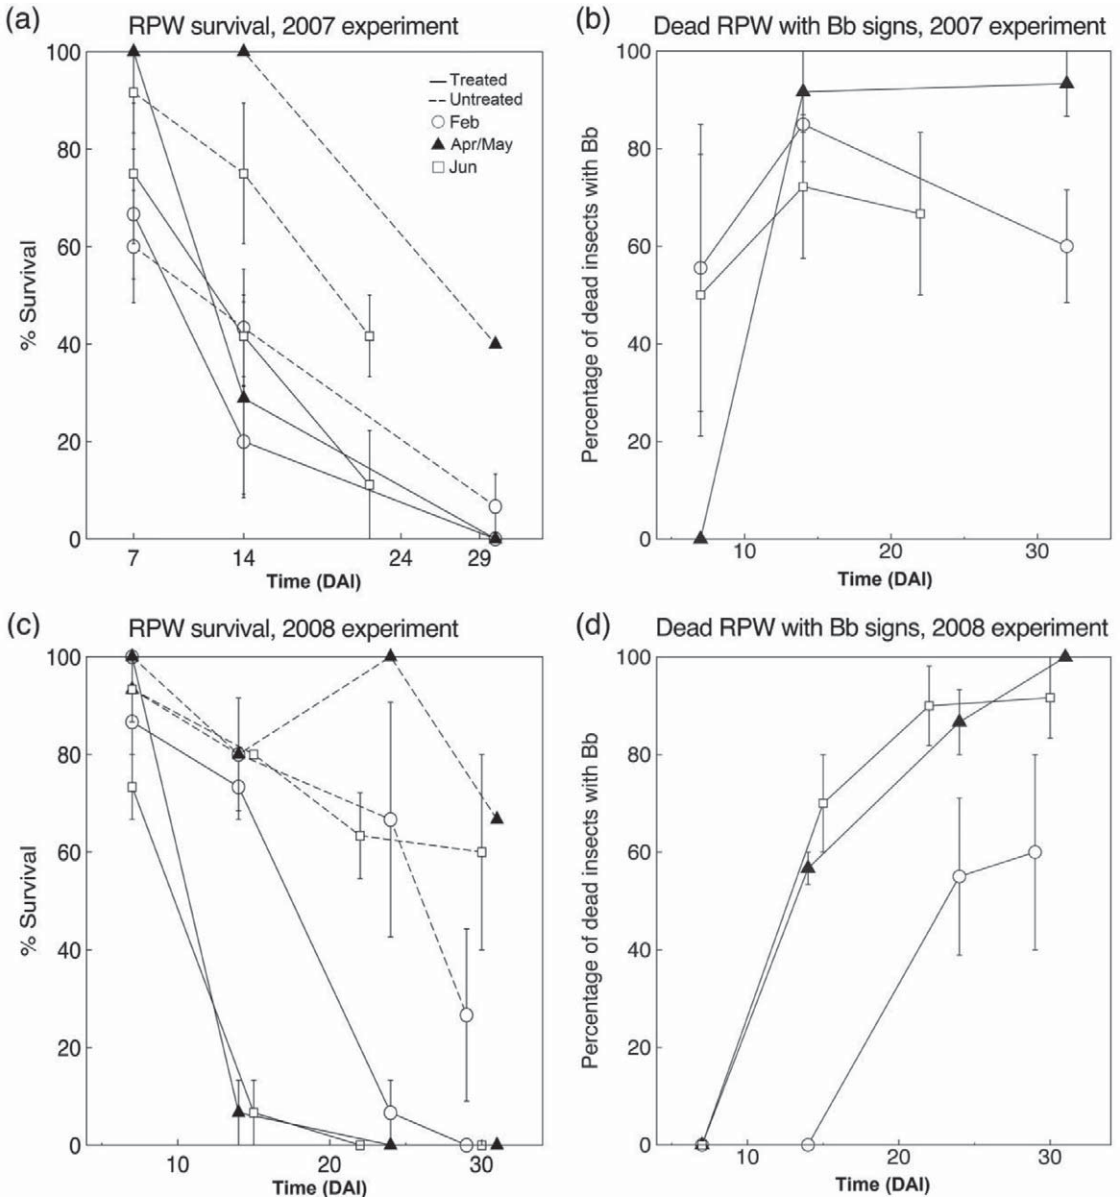 (a)
RPW survival, 2007 experiment
100
80
60
40
20
0
% Survival
Treated
Untreated
Feb
Apr/May
Jun
7
14
24
29
Time (DAI)
(b)
Dead RPW with Bb signs, 2007 experiment
100
80
60
40
20
0
Percentage of dead insects with Bb
10
20
30
Time (DAI)
(c)
RPW survival, 2008 experiment
100
80
60
40
20
0
% Survival
10
20
30
Time (DAI)
(d)
Dead RPW with Bb signs, 2008 experiment
100
80
60
40
20
0
Percentage of dead insects with Bb
10
20
30
Time (DAI)